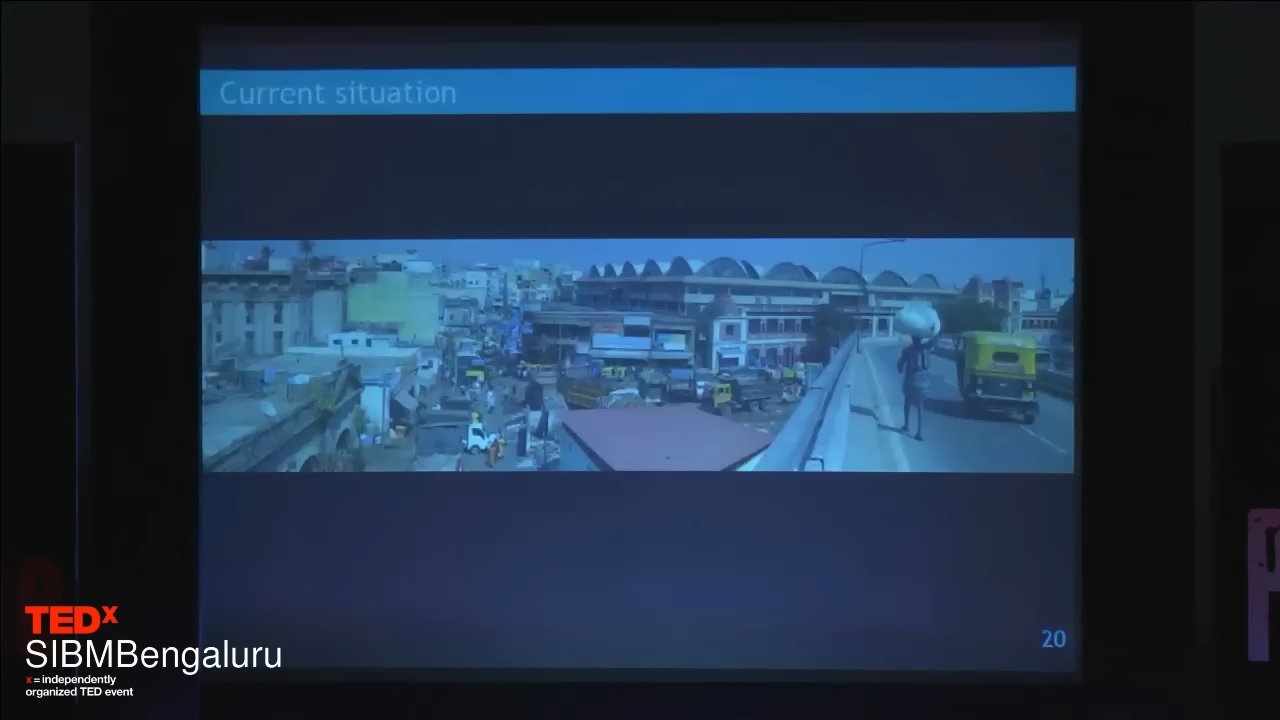 Current situation
20
TEDx
SIBMBengaluru
x = independently
organized TED event